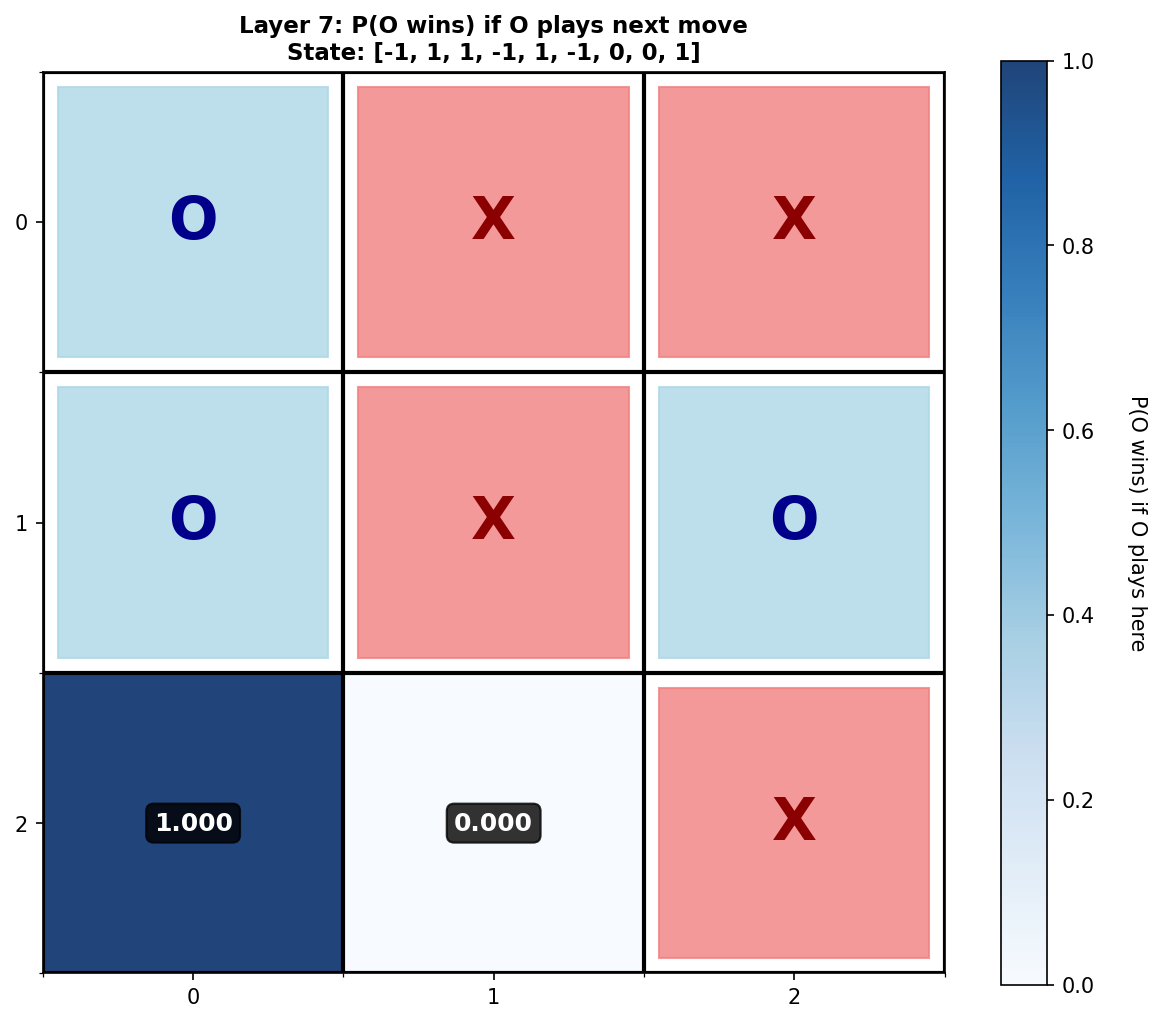 Layer 7: P(O wins) if O plays next move
State: [-1, 1, 1, -1, 1, -1, 0, 0, 1]
0
O
X
X
1
O
X
O
2
1.000
0.000
X
0
1
2
1.0
0.8
0.6
0.4
0.2
0.0
P(O wins) if O plays here